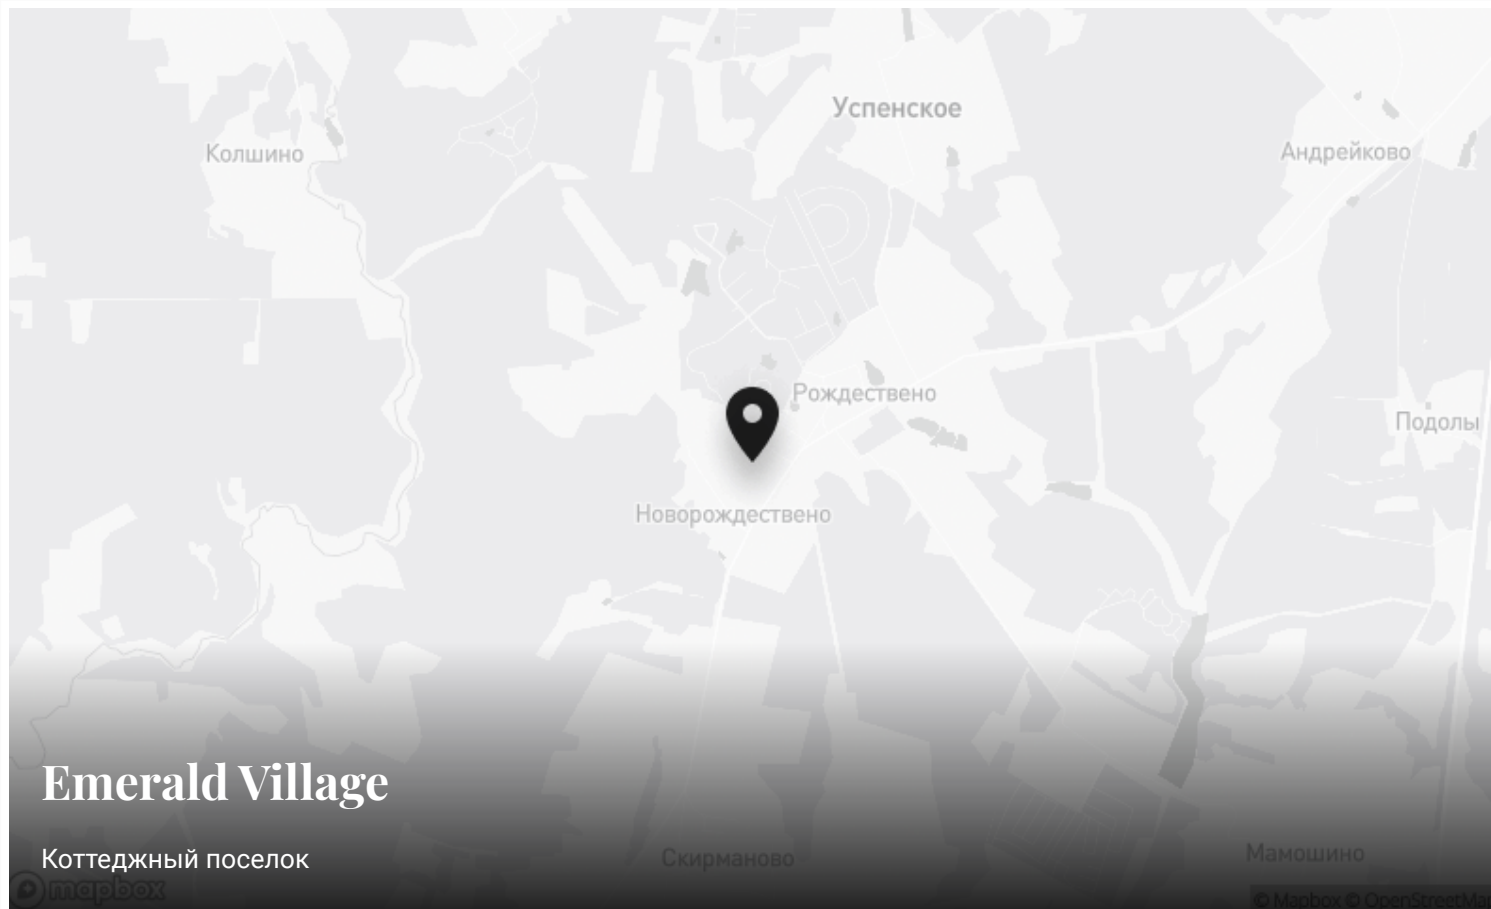 Успенское
Колшино
Андрейково
Рождествено
Подолы
Новорождествено
Emerald Village
Коттеджный поселок
Скирманово
Мамошино
mapbox
© Mapbox © OpenStreetMap